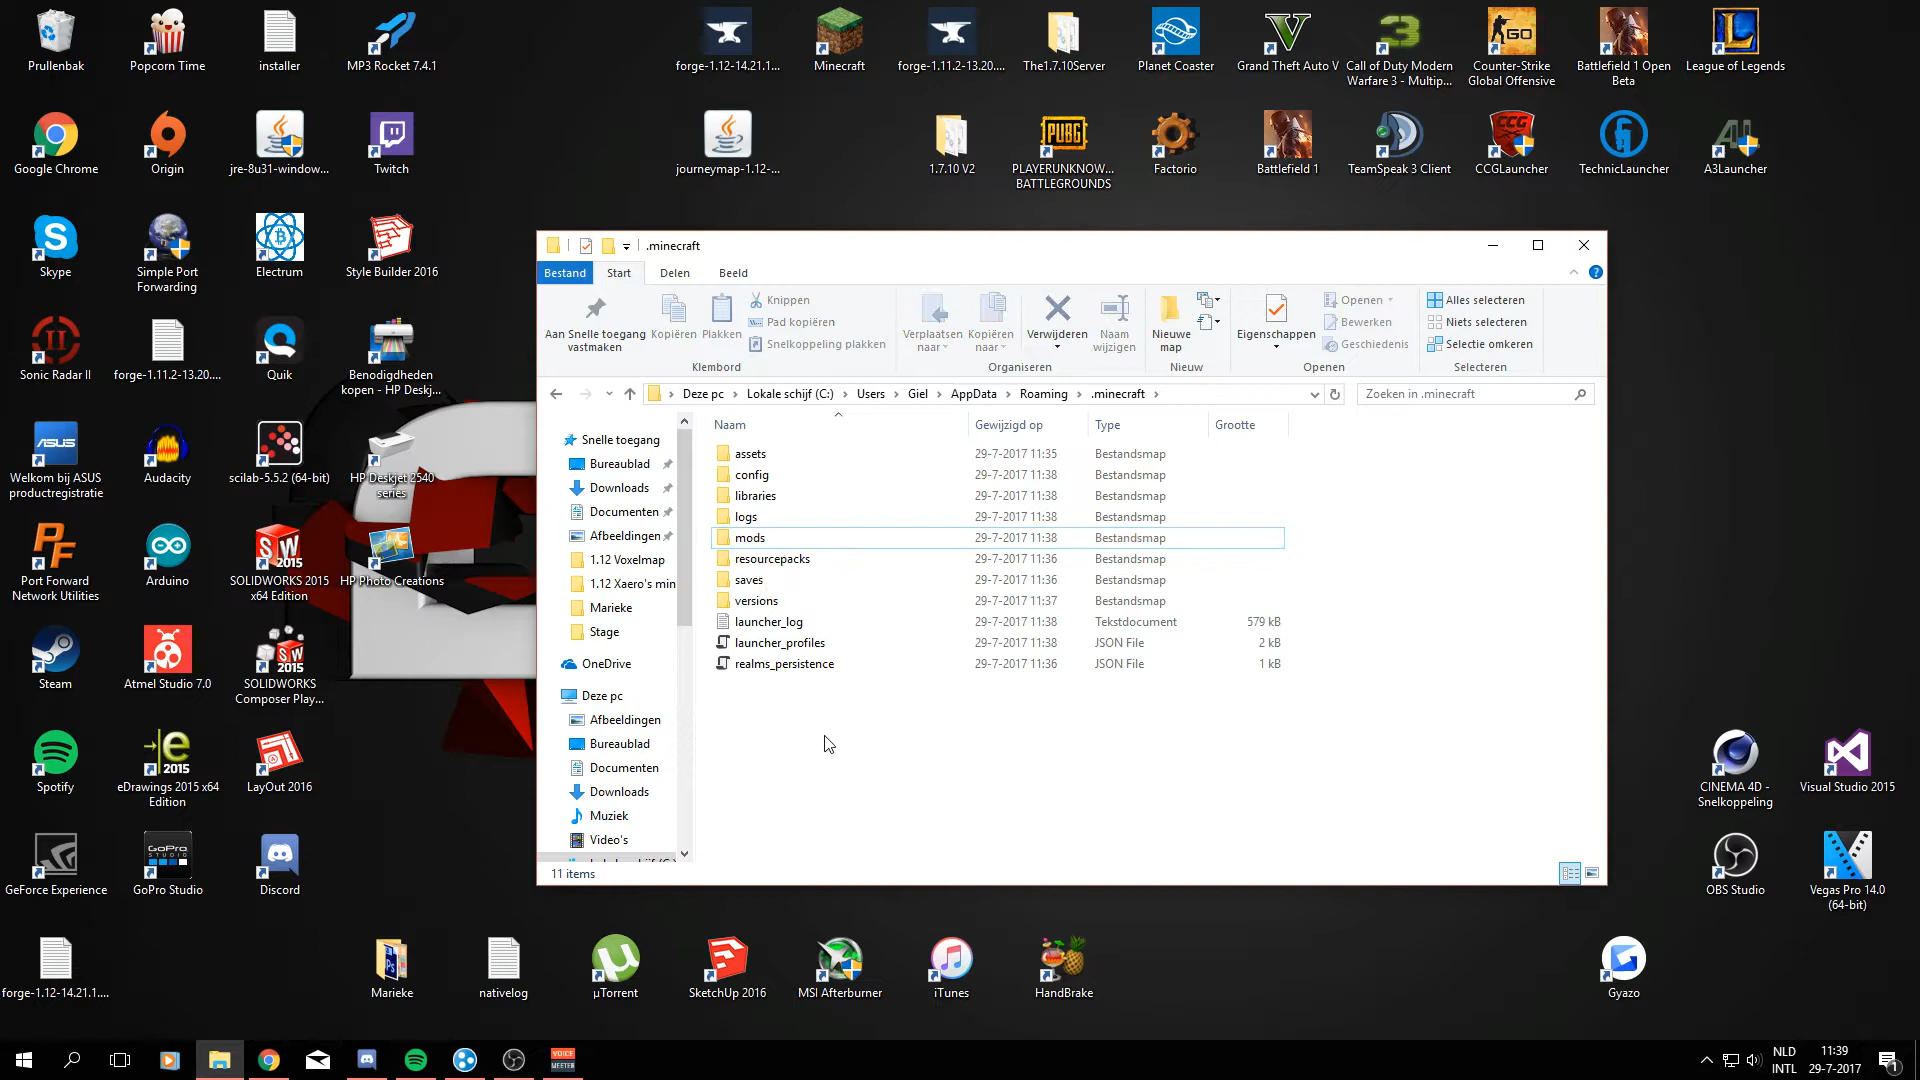 Prullenbak
Popcorn Time
installer
MP3 Rocket 7.4.1
forge-1.12-14.21.1...
Minecraft
forge-1.11.2-13.20....
The1.7.10Server
Planet Coaster
Grand Theft Auto V
Call of Duty Modern
Warfare 3 - Multip...
Counter-Strike
Global Offensive
Battlefield 1 Open
Beta
League of Legends
Google Chrome
Origin
jre-8u31-window...
Twitch
journeymap-1.12-...
1.7.10 V2
PUBG
PLAYERUNKNOW...
BATTLEGROUNDS
Factorio
Battlefield 1
TeamSpeak 3 Client
CCG
CCGLauncher
TechnicLauncher
A3Launcher
Skype
Simple Port
Forwarding
Electrum
Style Builder 2016
Sonic Radar II
forge-1.11.2-13.20....
Quik
Benodigdheden
kopen - HP Deskj...
ASUS
Welkom bij ASUS
productregistratie
Audacity
scilab-5.5.2 (64-bit)
HP Deskjet 2540
series
PF
Port Forward
Network Utilities
Arduino
SW
2015
SOLIDWORKS 2015
x64 Edition
HP Photo Creations
Steam
Atmel Studio 7.0
SW
2015
SOLIDWORKS
Composer Play...
Spotify
2015
eDrawings 2015 x64
Edition
LayOut 2016
GeForce Experience
GoPro
STUDIO
GoPro Studio
Discord
forge-1.12-14.21.1....
Marieke
nativelog
µTorrent
SketchUp 2016
MSI Afterburner
iTunes
HandBrake
CINEMA 4D -
Snelkoppeling
Visual Studio 2015
OBS Studio
Vegas Pro 14.0
(64-bit)
Gyazo
.minecraft
Bestand
Start
Delen
Beeld
Aan Snelle toegang
vastmaken
Kopiëren
Plakken
Knippen
Pad kopiëren
Snelkoppeling plakken
Klembord
Verplaatsen
naar
Kopiëren
naar
Verwijderen
Naam
wijzigen
Organiseren
Nieuwe
map
Nieuw
Eigenschappen
Openen
Bewerken
Geschiedenis
Openen
Alles selecteren
Niets selecteren
Selectie omkeren
Selecteren
Deze pc
Lokale schijf (C:)
Users
Giel
AppData
Roaming
.minecraft
Zoeken in .minecraft
Snelle toegang
Bureaublad
Downloads
Documenten
Afbeeldingen
1.12 Voxelmap
1.12 Xaero's min
Marieke
Stage
OneDrive
Deze pc
Afbeeldingen
Bureaublad
Documenten
Downloads
Muziek
Video's
Naam Gewijzigd op Type Grootte
assets 29-7-2017 11:35 Bestandsmap
config 29-7-2017 11:38 Bestandsmap
libraries 29-7-2017 11:38 Bestandsmap
logs 29-7-2017 11:38 Bestandsmap
mods 29-7-2017 11:38 Bestandsmap
resourcepacks 29-7-2017 11:36 Bestandsmap
saves 29-7-2017 11:36 Bestandsmap
versions 29-7-2017 11:37 Bestandsmap
launcher_log 29-7-2017 11:38 Tekstdocument 579 kB
launcher_profiles 29-7-2017 11:38 JSON File 2 kB
realms_persistence 29-7-2017 11:36 JSON File 1 kB
11 items
VOICE
MEETER
NLD
INTL
11:39
29-7-2017
1